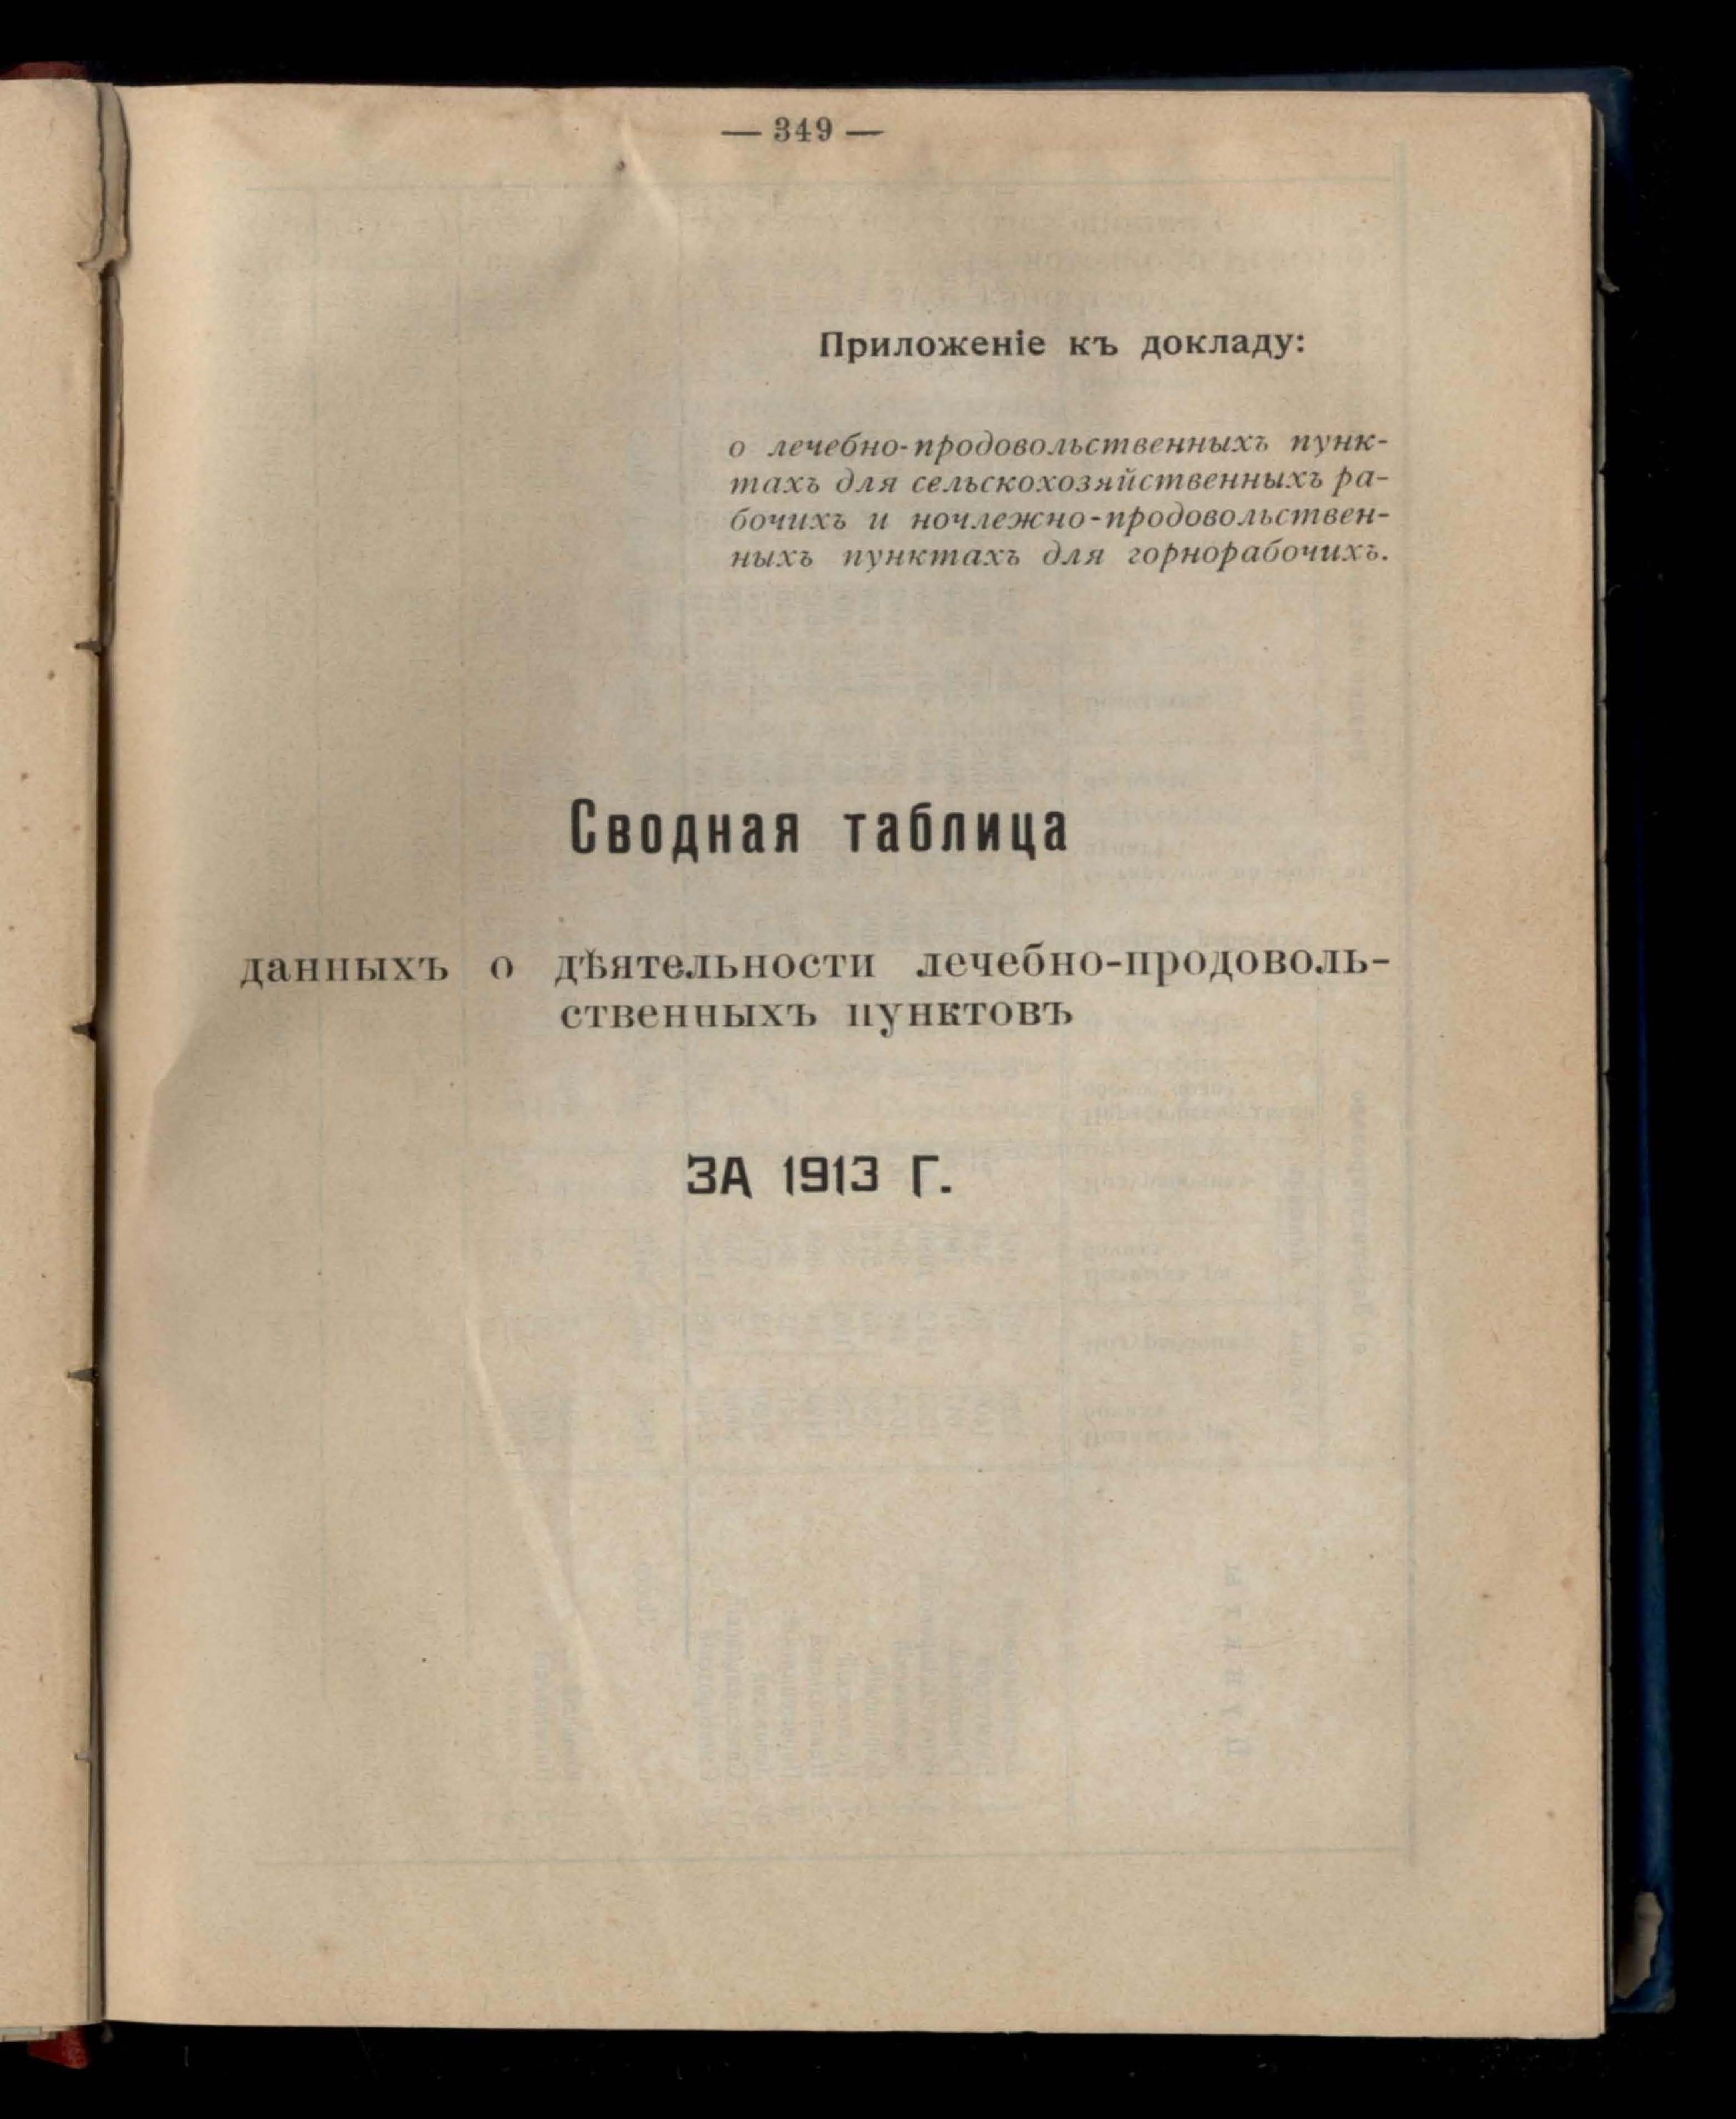 — 349 —
Приложеніе къ докладу:
о лечебно-продовольственныхъ пунк-
тахъ для сельскохозяйственныхъ ра-
бочихъ и ночлежно-продовольствен-
ныхъ пунктахъ для горнорабочихъ.
Сводная таблица
данныхъ о дѣятельности лечебно-продоволь-
ственныхъ пунктовъ
ЗА 1913 Г.